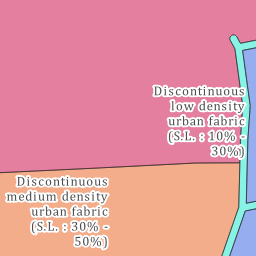 Discontinuous
low density
urban fabric
(S.L. : 10% -
30%)
Discontinuous
medium density
urban fabric
(S.L. : 30% -
50%)